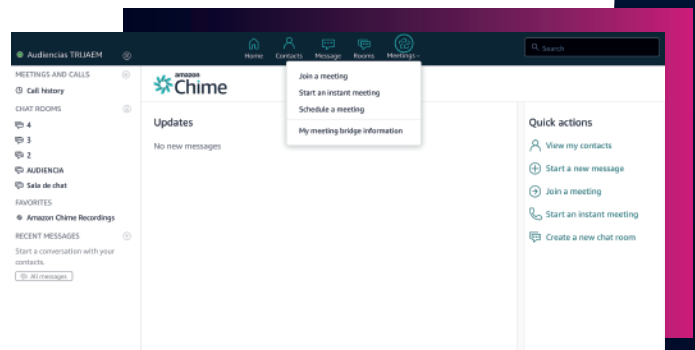 Audiencias TRIJAEM
Home
Contacts
Message
Rooms
Meetings
Search
MEETINGS AND CALLS
Call history
CHAT ROOMS
4
3
2
AUDIENCIA
Sala de chat
FAVORITES
Amazon Chime Recordings
RECENT MESSAGES
Start a conversation with your
contacts.
All messages
amazon
Chime
Updates
No new messages
Join a meeting
Start an instant meeting
Schedule a meeting
My meeting bridge information
Quick actions
View my contacts
Start a new message
Join a meeting
Start an instant meeting
Create a new chat room